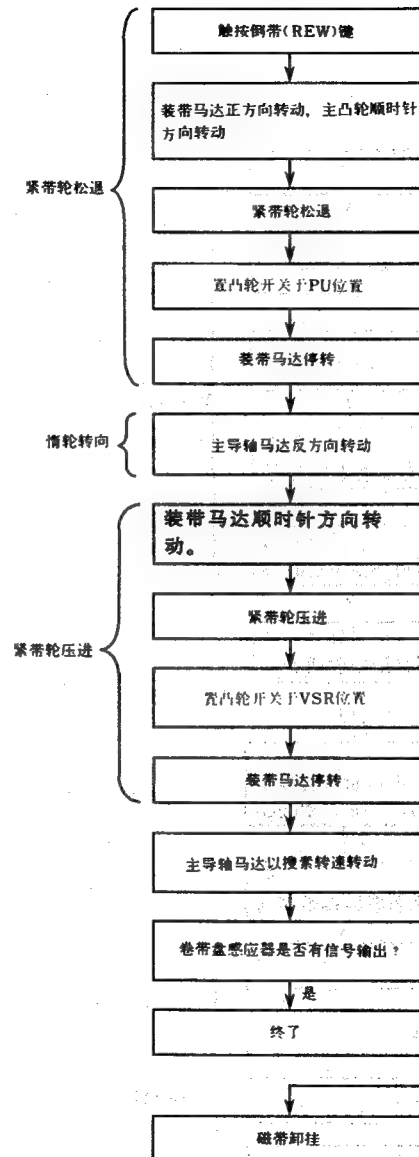 触按倒带(REW)键
装带马达正方向转动，主凸轮顺时针
方向转动
紧带轮松退
紧带轮松退
置凸轮开关于PU位置
装带马达停转
惰轮转向
主导轴马达反方向转动
装带马达顺时针方向转
动。
紧带轮压进
紧带轮压进
置凸轮开关于VSR位置
装带马达停转
主导轴马达以搜素转速转动
卷带盘感应器是否有信号输出？
是
终了
磁带卸挂